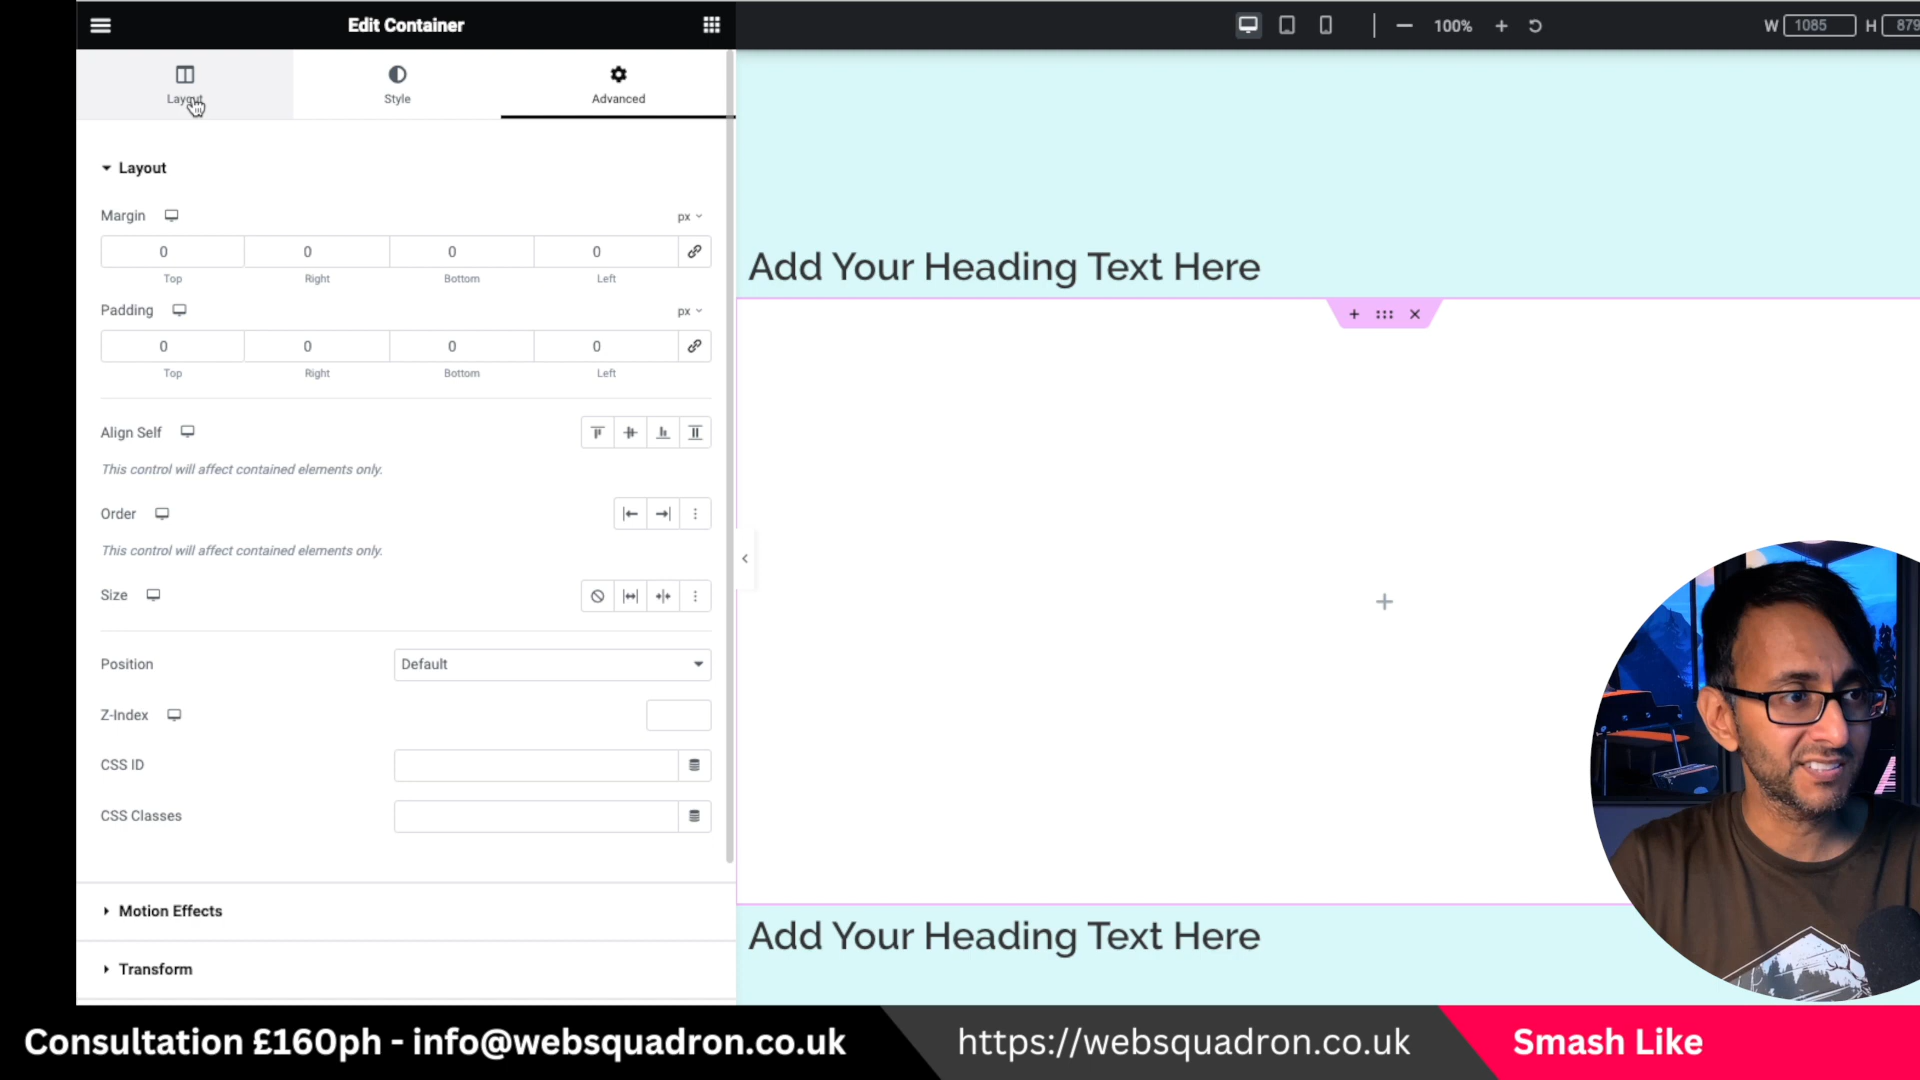 Edit Container
100%
W 1085 H 879
Layout
Style
Advanced
Layout
Margin
px
0 0 0 0
Top Right Bottom Left
Padding
px
0 0 0 0
Top Right Bottom Left
Align Self
This control will affect contained elements only.
Order
This control will affect contained elements only.
Size
Position
Default
Z-Index
CSS ID
CSS Classes
Motion Effects
Transform
Add Your Heading Text Here
Add Your Heading Text Here
Consultation £160ph - info@websquadron.co.uk
https://websquadron.co.uk
Smash Like